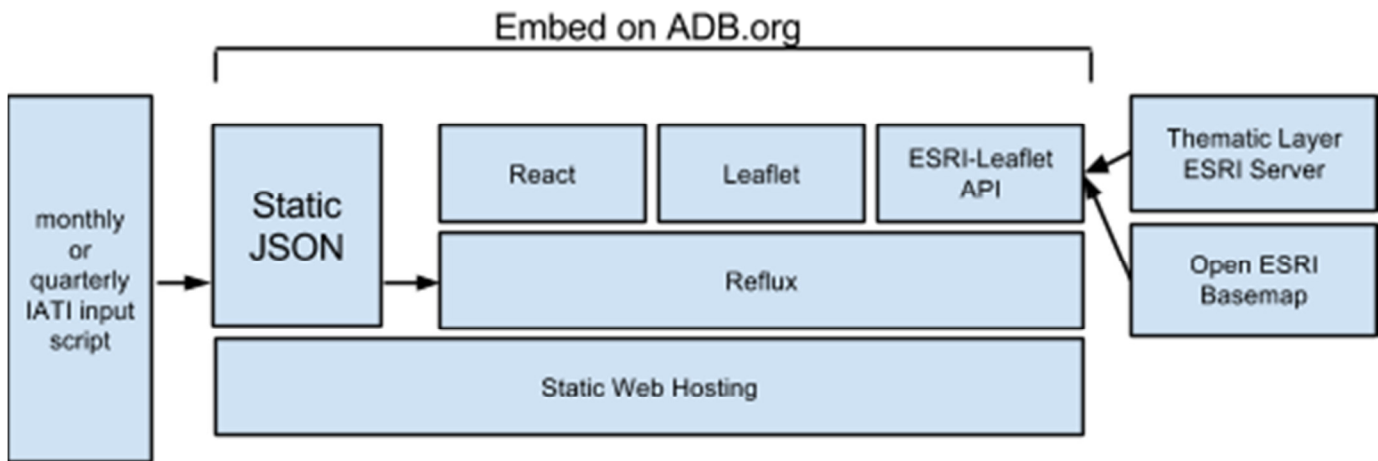 Embed on ADB.org
monthly
or
quarterly
IATI input
script
Static
JSON
React
Leaflet
ESRI-Leaflet
API
Reflux
Static Web Hosting
Thematic Layer
ESRI Server
Open ESRI
Basemap